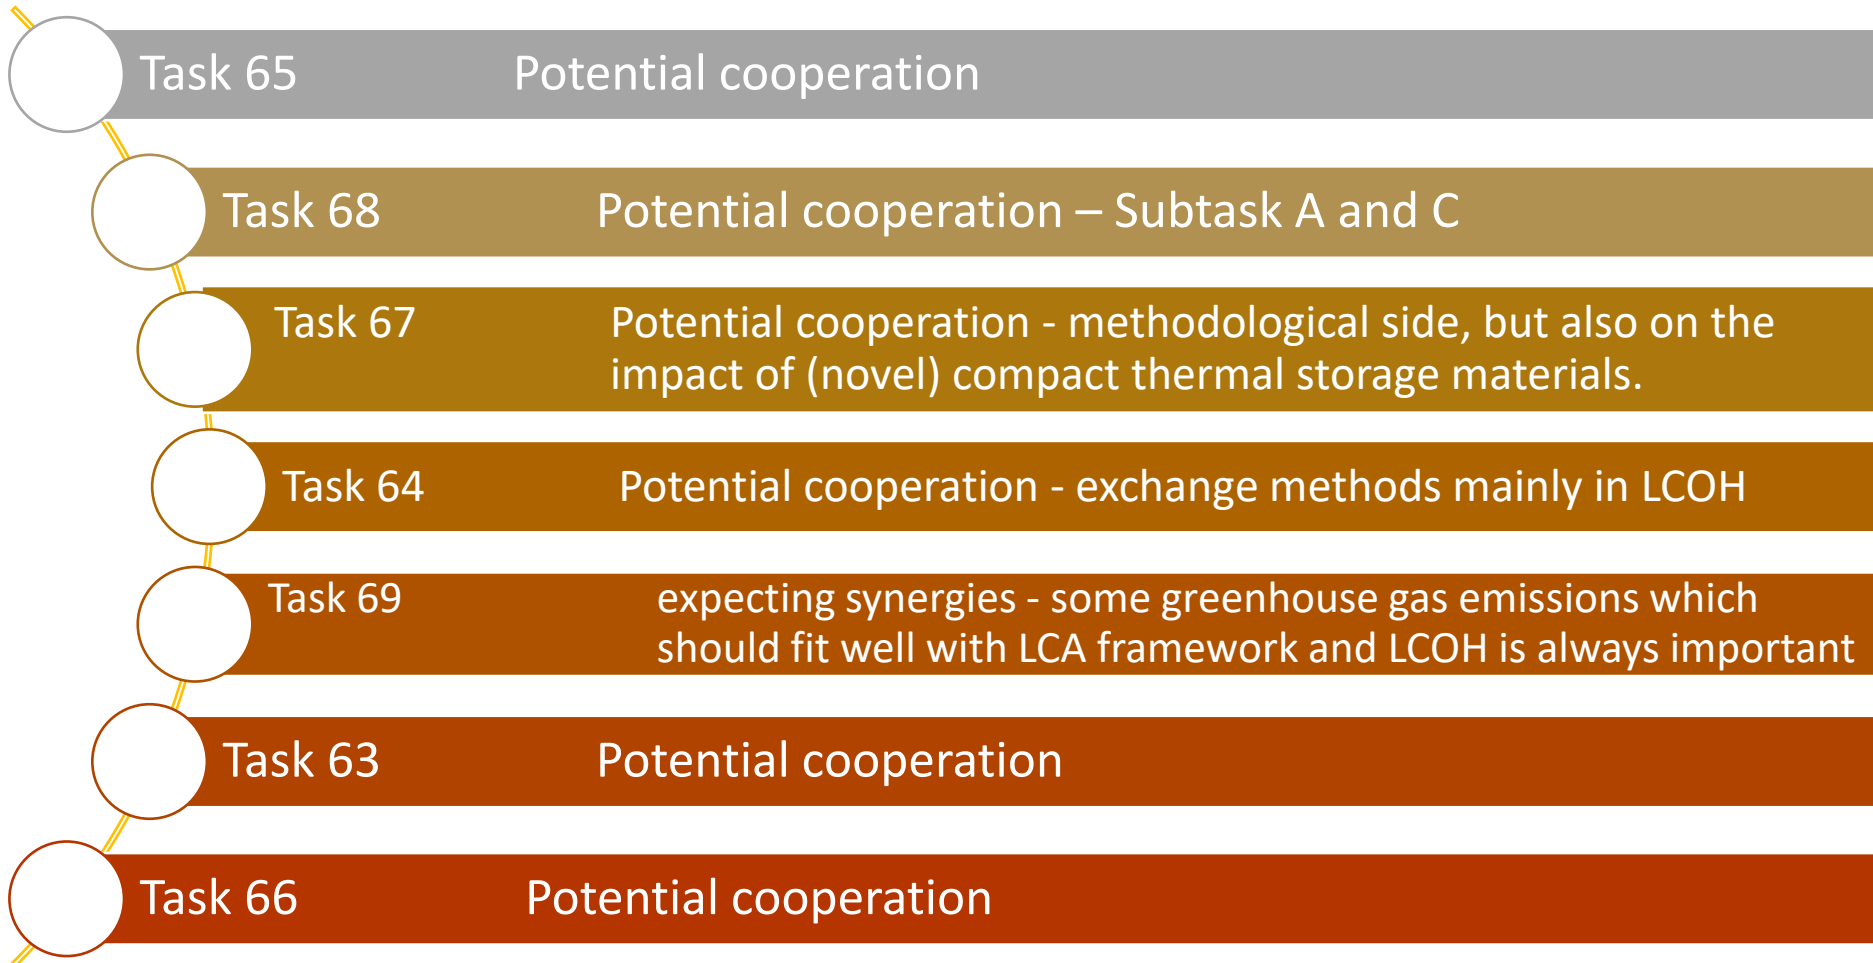 Task 65 Potential cooperation
Task 68 Potential cooperation – Subtask A and C
Task 67 Potential cooperation - methodological side, but also on the
impact of (novel) compact thermal storage materials.
Task 64 Potential cooperation - exchange methods mainly in LCOH
Task 69 expecting synergies - some greenhouse gas emissions which
should fit well with LCA framework and LCOH is always important
Task 63 Potential cooperation
Task 66 Potential cooperation